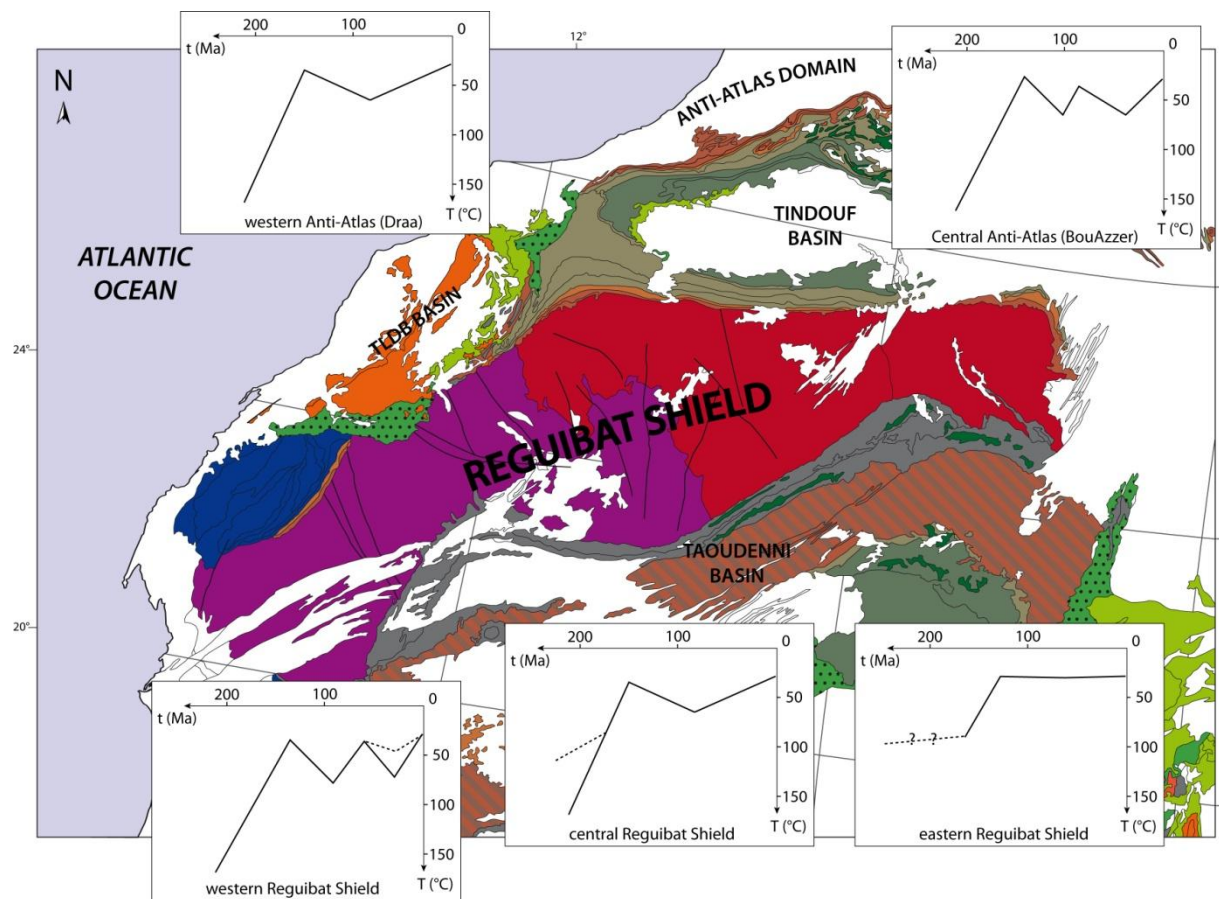 200
100
0
t (Ma)
50
100
150
T (°C)
western Anti-Atlas (Draa)
12°
200
100
0
t (Ma)
50
100
150
T (°C)
Central Anti-Atlas (BouAzzer)
N
ANTI-ATLAS DOMAIN
TINDOUF
BASIN
ATLANTIC
OCEAN
TLDB BASIN
24°
REGUIBAT SHIELD
TAOUDENNI
BASIN
20°
200
100
0
t (Ma)
50
100
150
T (°C)
western Reguibat Shield
200
100
0
t (Ma)
50
100
150
T (°C)
central Reguibat Shield
200
100
0
t (Ma)
50
? ?
100
150
T (°C)
eastern Reguibat Shield